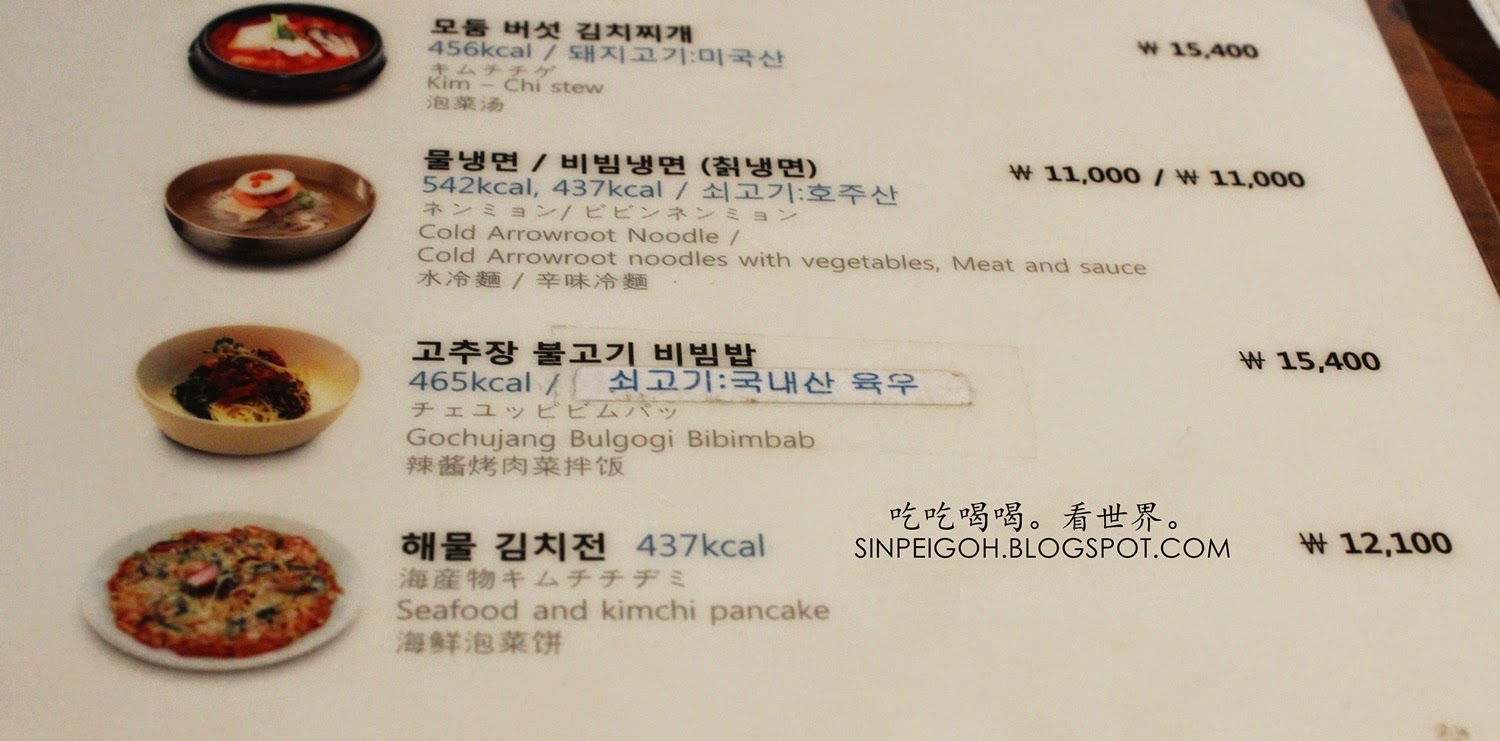 모둠 버섯 김치찌개
₩ 15,400
456kcal / 돼지고기:미국산
キムチチゲ
Kim – Chi stew
泡菜汤
물냉면 / 비빔냉면 (칡냉면)
₩ 11,000 / ₩ 11,000
542kcal, 437kcal / 쇠고기:호주산
ネンミョン/ ビビンネンミョン
Cold Arrowroot Noodle /
Cold Arrowroot noodles with vegetables, Meat and sauce
水冷麵 / 辛味冷麵
고추장 불고기 비빔밥
₩ 15,400
465kcal / 쇠고기:국내산 육우
チェユッピビムパッ
Gochujang Bulgogi Bibimbab
辣酱烤肉菜拌饭
吃吃喝喝。看世界。
SINPEIGOH.BLOGSPOT.COM
해물 김치전 437kcal
₩ 12,100
海産物キムチチヂミ
Seafood and kimchi pancake
海鲜泡菜饼